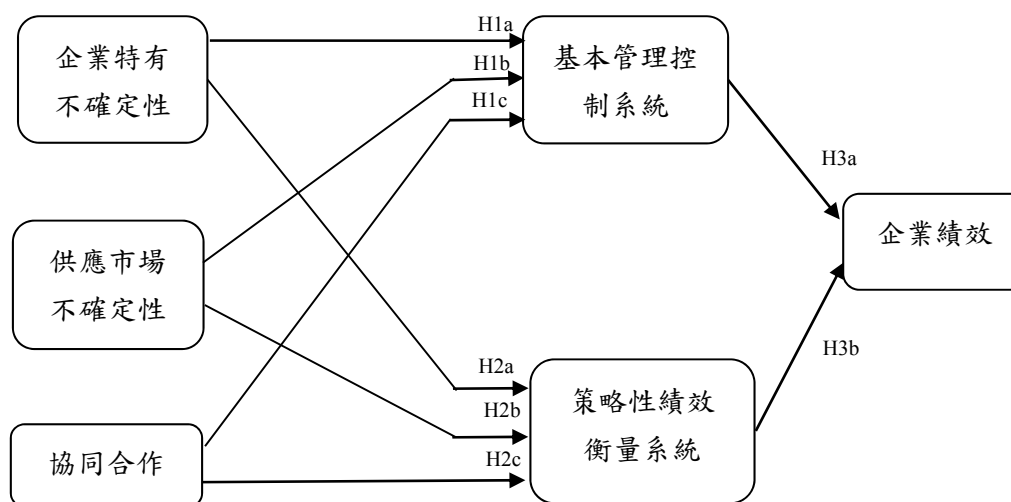 企業特有
不確定性
H1a
H1b
H1c
基本管理控
制系統
H3a
企業績效
供應市場
不確定性
H2a
H2b
H2c
策略性績效
衡量系統
H3b
協同合作